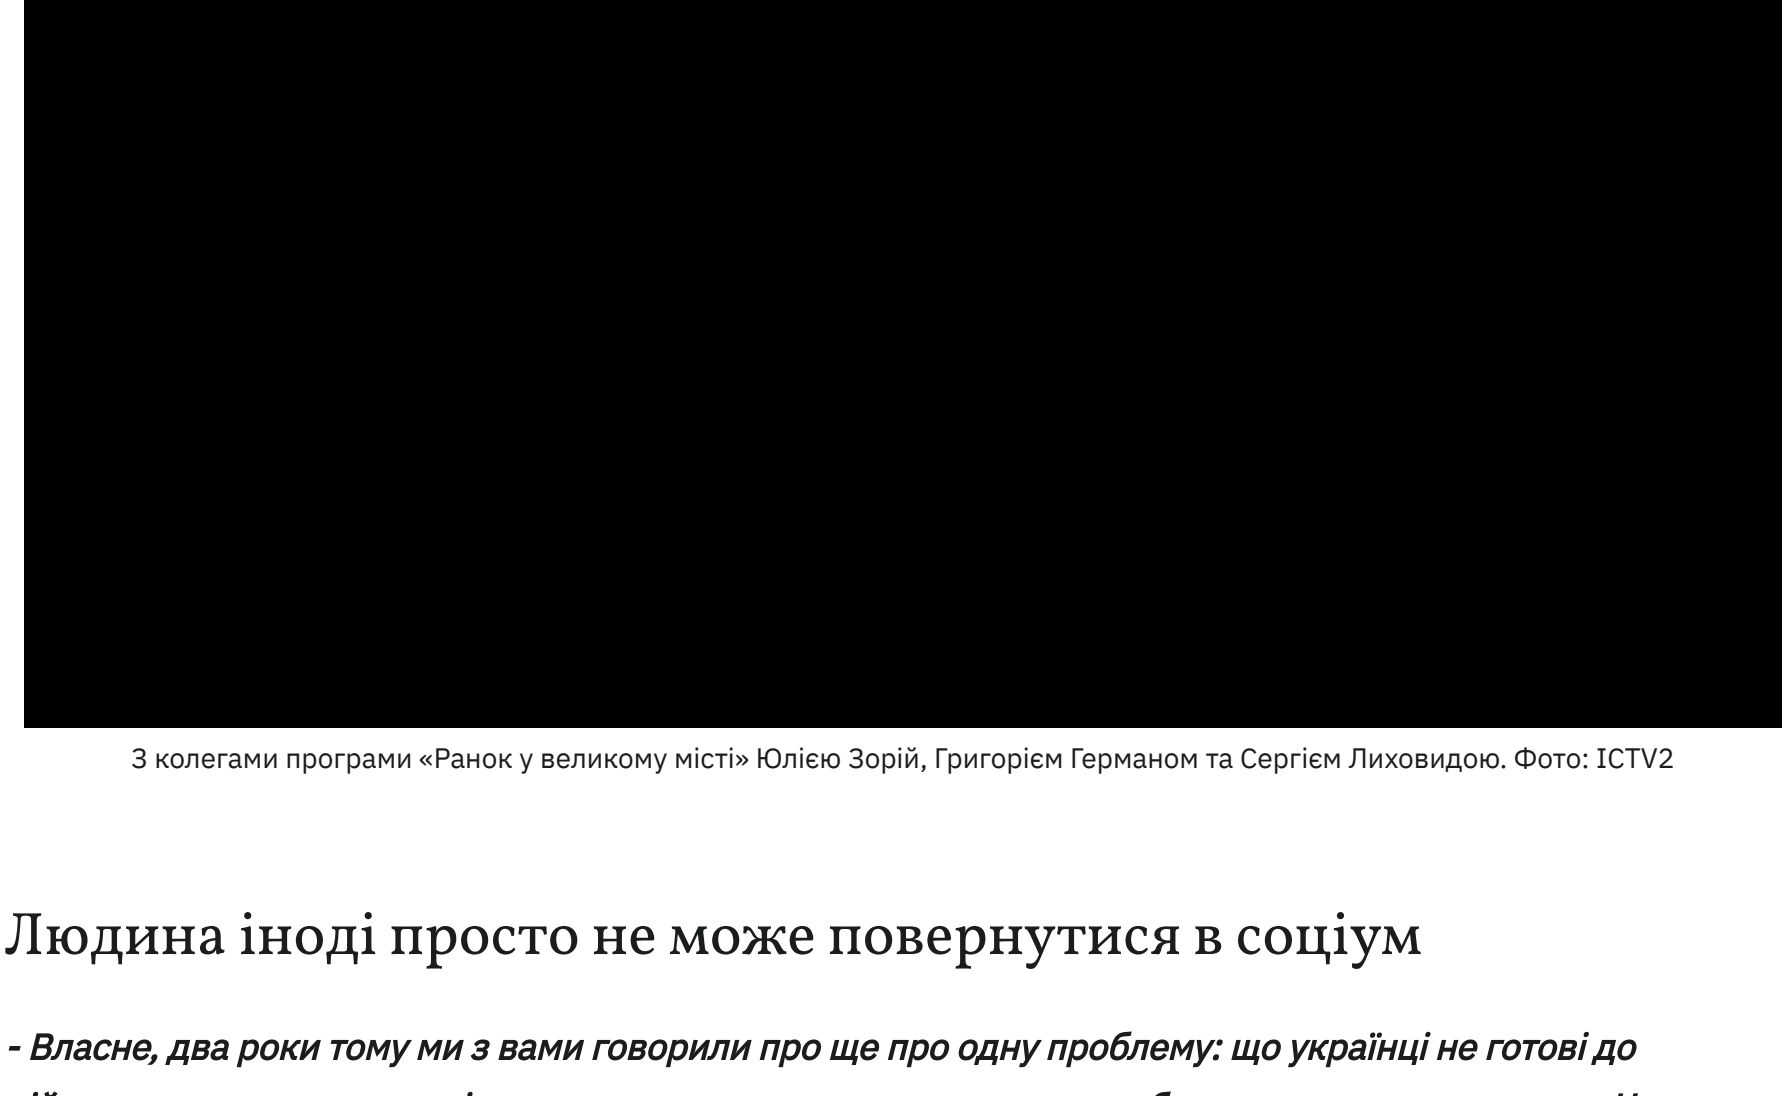 З колегами програми «Ранок у великому місті» Юлією Зорій, Григорієм Германом та Сергієм Лиховидою. Фото: ICTV2
Людина іноді просто не може повернутися в соціум
- Власне, два роки тому ми з вами говорили про ще про одну проблему: що українці не готові до